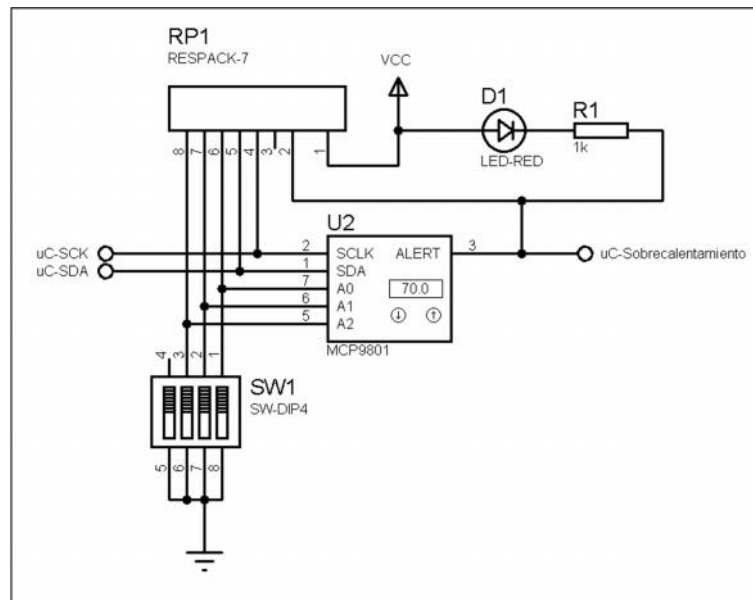 RP1
RESPACK-7
VCC
D1
LED-RED
R1
1k
8
7
6
5
4
3
2
1
U2
uC-SCK
uC-SDA
2
1
7
6
5
SCLK
SDA
A0
A1
A2
ALERT
70.0
3
uC-Sobrecalentamiento
MCP9801
4
3
2
1
SW1
SW-DIP4
5
6
7
8